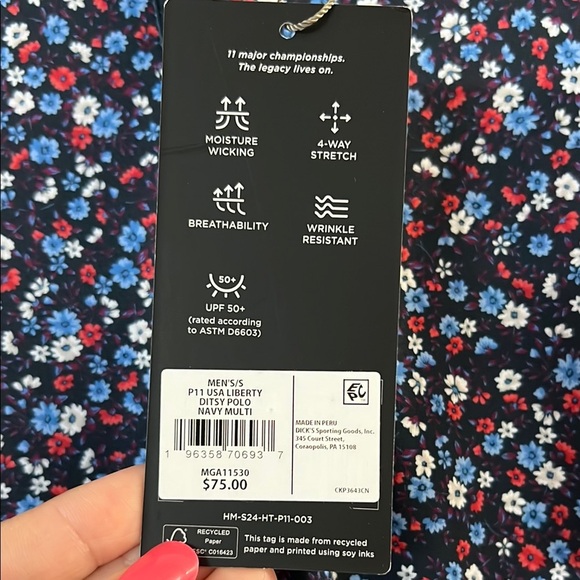 11 major championships.
The legacy lives on.
MOISTURE
WICKING
4-WAY
STRETCH
BREATHABILITY
WRINKLE
RESISTANT
50+
UPF 50+
(rated according
to ASTM D6603)
MEN'S/S
P11 USA LIBERTY
DITSY POLO
NAVY MULTI
1 96358 70693 7
MGA11530
$75.00
MADE IN PERU
DICK'S Sporting Goods, Inc.
345 Court Street,
Coraopolis, PA 15108
CKP3643CN
HM-S24-HT-P11-003
RECYCLED
Paper
C016423
This tag is made from recycled
paper and printed using soy inks